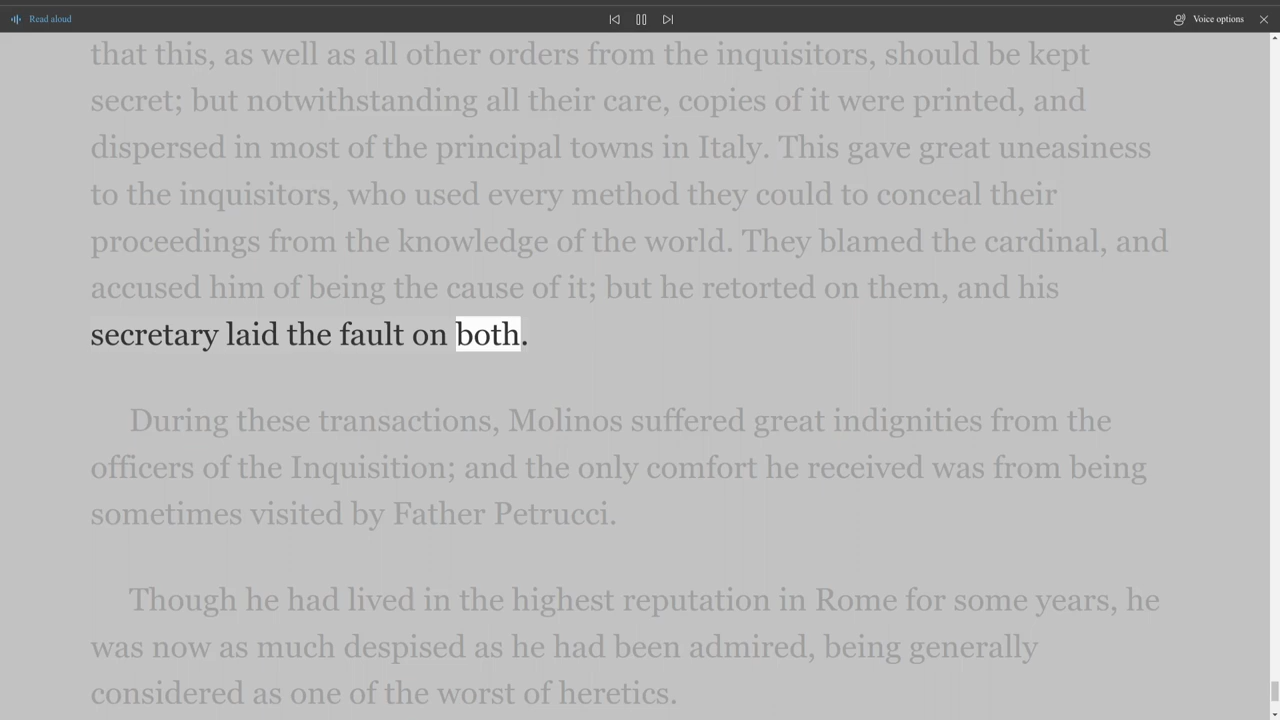 Read aloud
Voice options
that this, as well as all other orders from the inquisitors, should be kept
secret; but notwithstanding all their care, copies of it were printed, and
dispersed in most of the principal towns in Italy. This gave great uneasiness
to the inquisitors, who used every method they could to conceal their
proceedings from the knowledge of the world. They blamed the cardinal, and
accused him of being the cause of it; but he retorted on them, and his
secretary laid the fault on both.
During these transactions, Molinos suffered great indignities from the
officers of the Inquisition; and the only comfort he received was from being
sometimes visited by Father Petrucci.
Though he had lived in the highest reputation in Rome for some years, he
was now as much despised as he had been admired, being generally
considered as one of the worst of heretics.